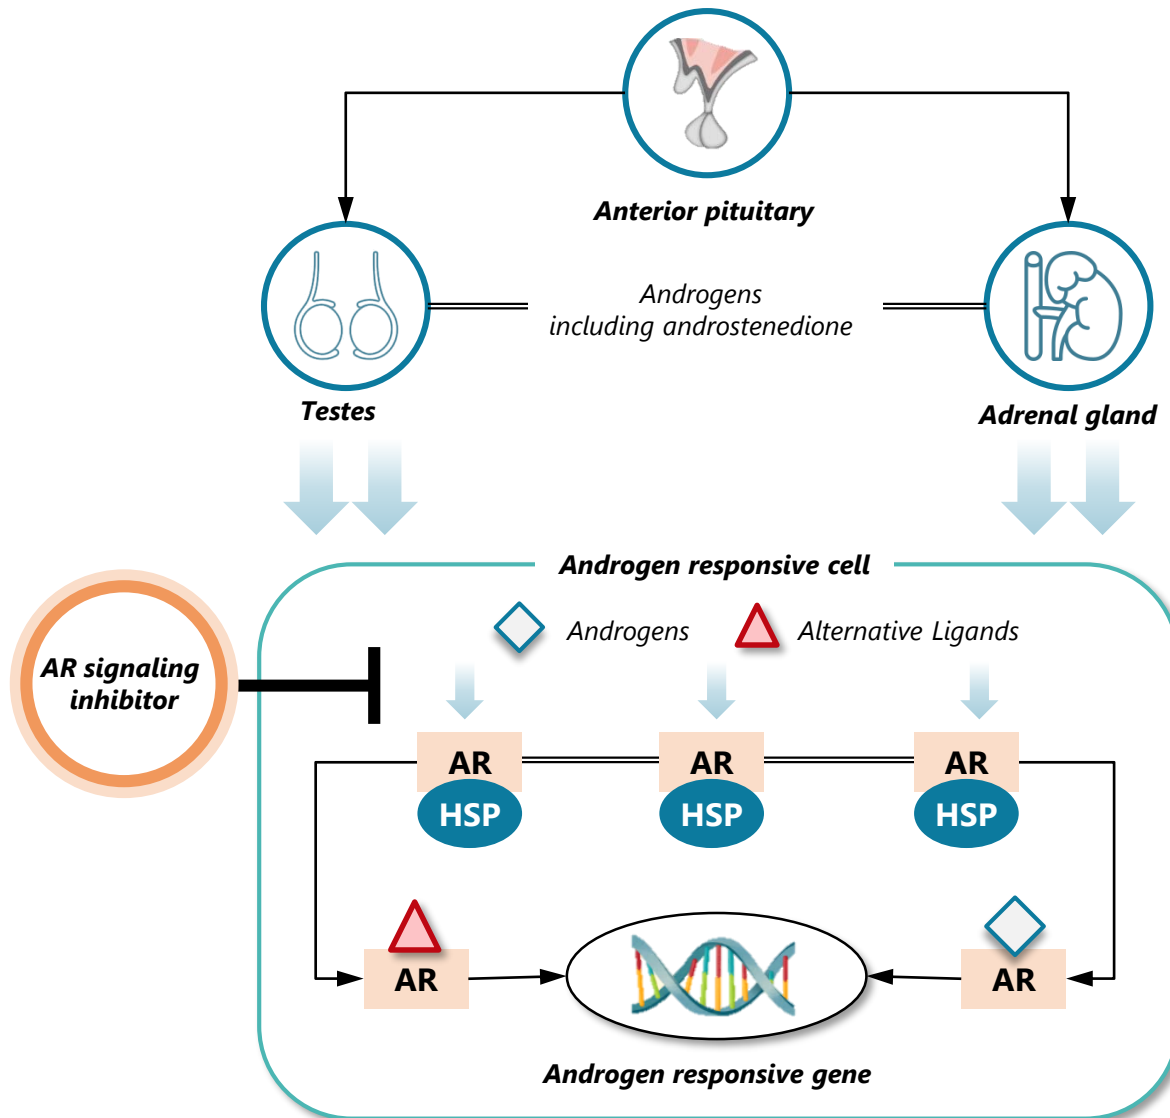 Anterior pituitary
Androgens
including androstenedione
Testes
Adrenal gland
Androgen responsive cell
Androgens
Alternative Ligands
AR signaling
inhibitor
AR
AR
AR
HSP
HSP
HSP
AR
AR
Androgen responsive gene